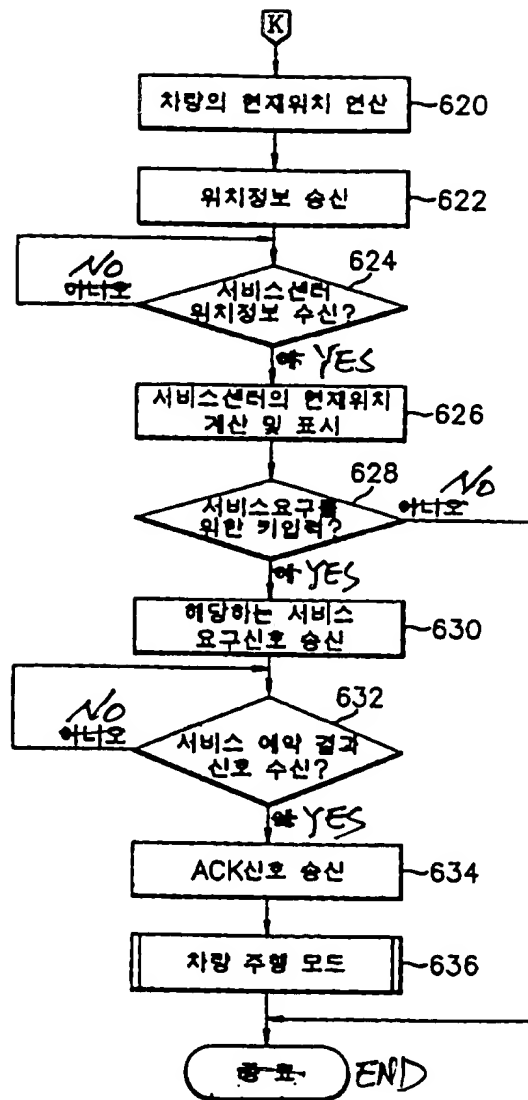 K
차량의 현재위치 연산
620
위치정보 송신
622
624
NO
아니오
서비스센터
위치정보 수신?
야 YES
서비스센터의 현재위치
계산 및 표시
626
628
서비스요구를
위한 키입력?
NO
아니오
야 YES
해당하는 서비스
요구신호 송신
630
632
NO
아니오
서비스 예약 결과
신호 수신?
YES
ACK신호 송신
634
차량 주행 모드
636
종료 END